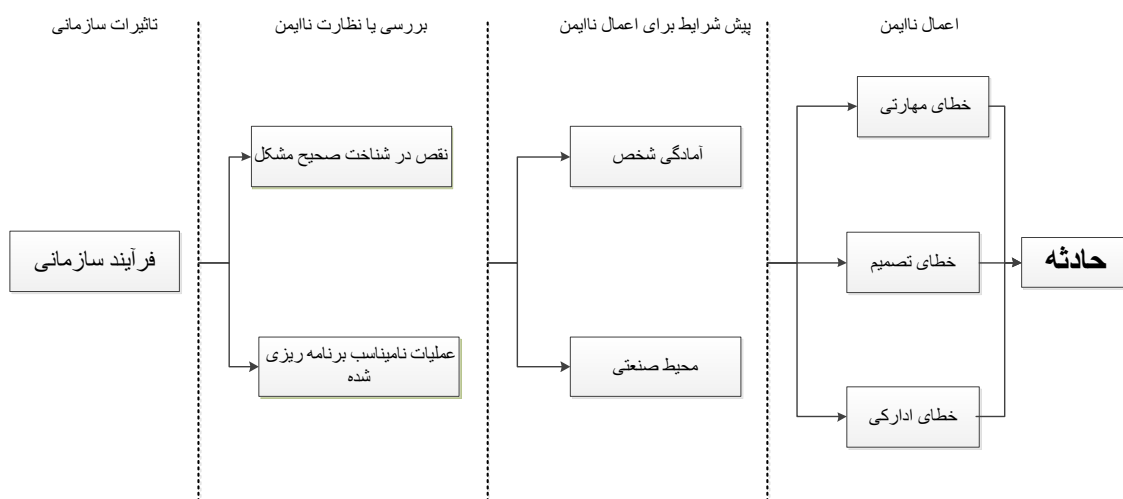 تاثیرات سازمانی
بررسی یا نظارت ناایمن
پیش شرایط برای اعمال ناایمن
اعمال ناایمن
فرآیند سازمانی
نقص در شناخت صحیح مشکل
عملیات نامیناسب برنامه ریزی
شده
آمادگی شخص
محیط صنعتی
خطای مهارتی
خطای تصمیم
خطای ادارکی
حادثه